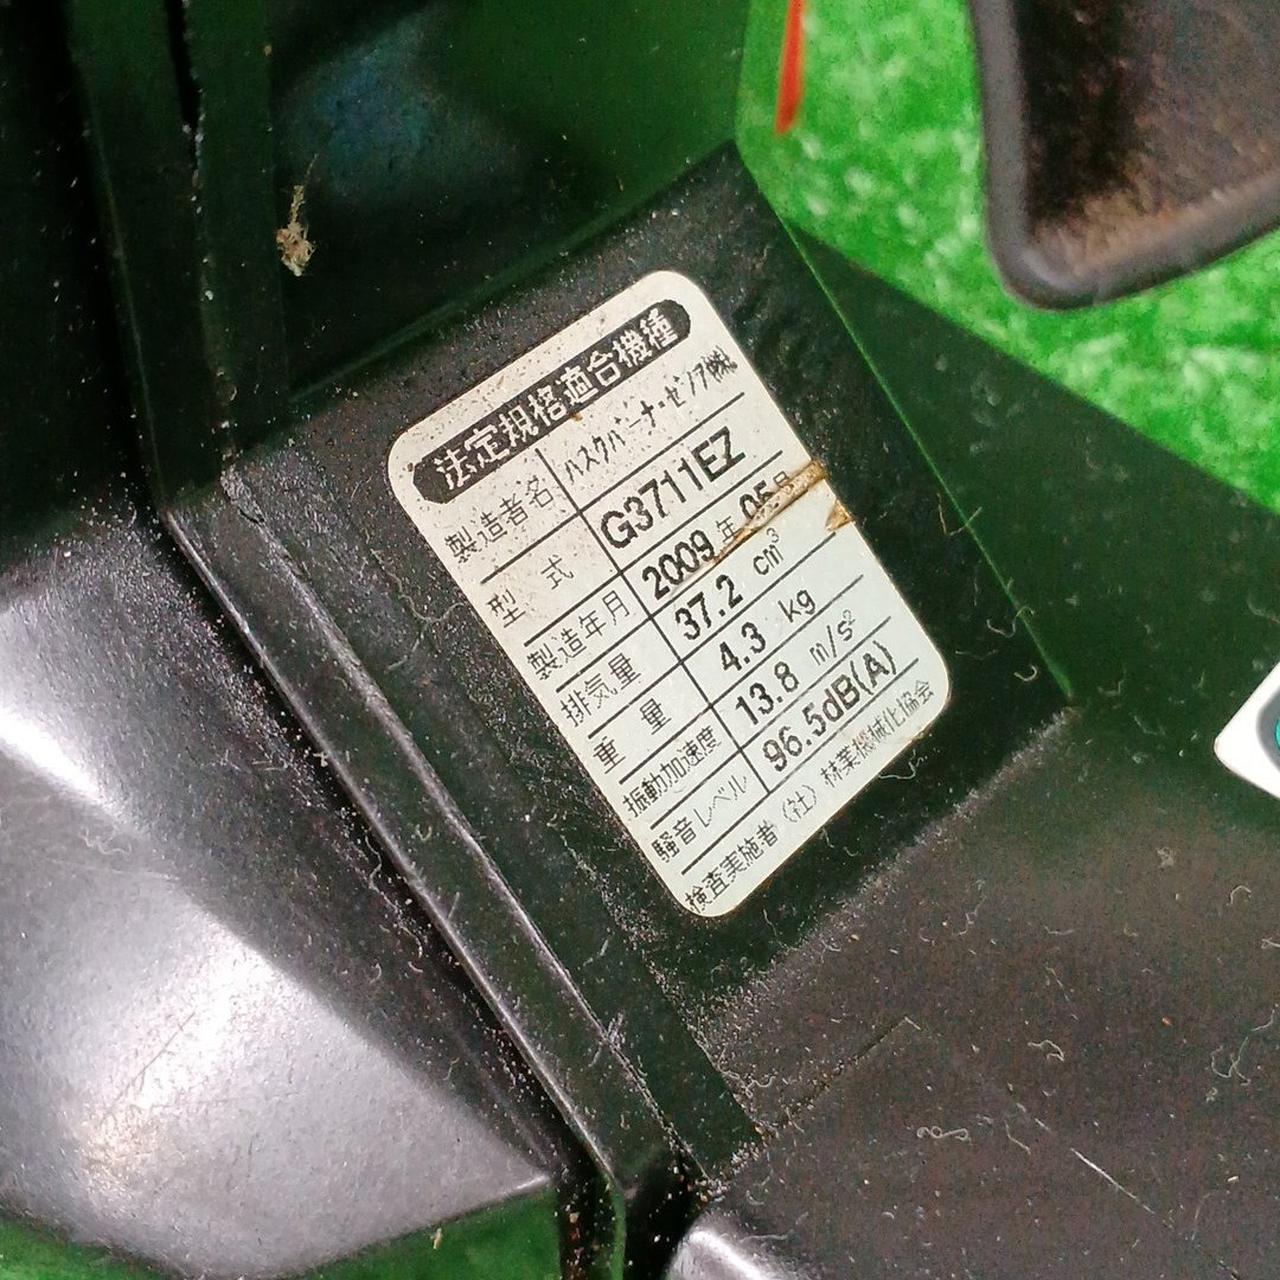 法定規格適合機種
製造者名 ハスクバーナ・ゼノア㈱
型式 G3711EZ
製造年月 2009年05月
排気量 37.2 cm³
重量 4.3 kg
振動加速度 13.8 m/s²
騒音レベル 96.5dB(A)
検査実施者 (社) 林業機械化協会